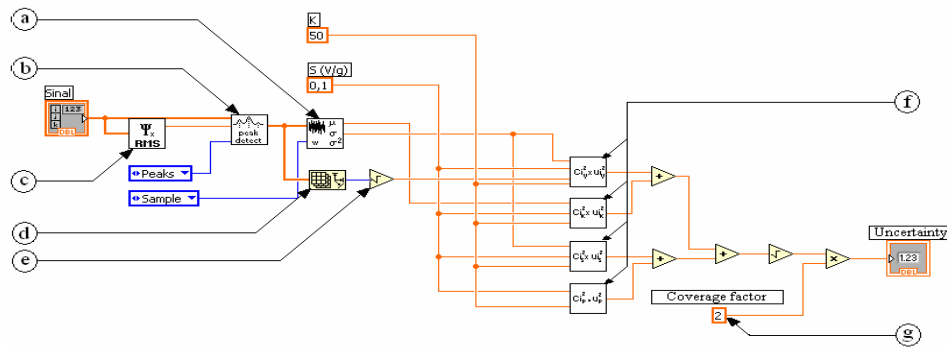 a
K
50
b
S (V/g)
0,1
Sinal
123
DBL
peak
detect
μ
σ
σ²
w
f
Ψx
RMS
c
Peaks
Sample
d
e
+
+
+
√
x
Uncertainty
1.23
DBL
Coverage factor
2
g